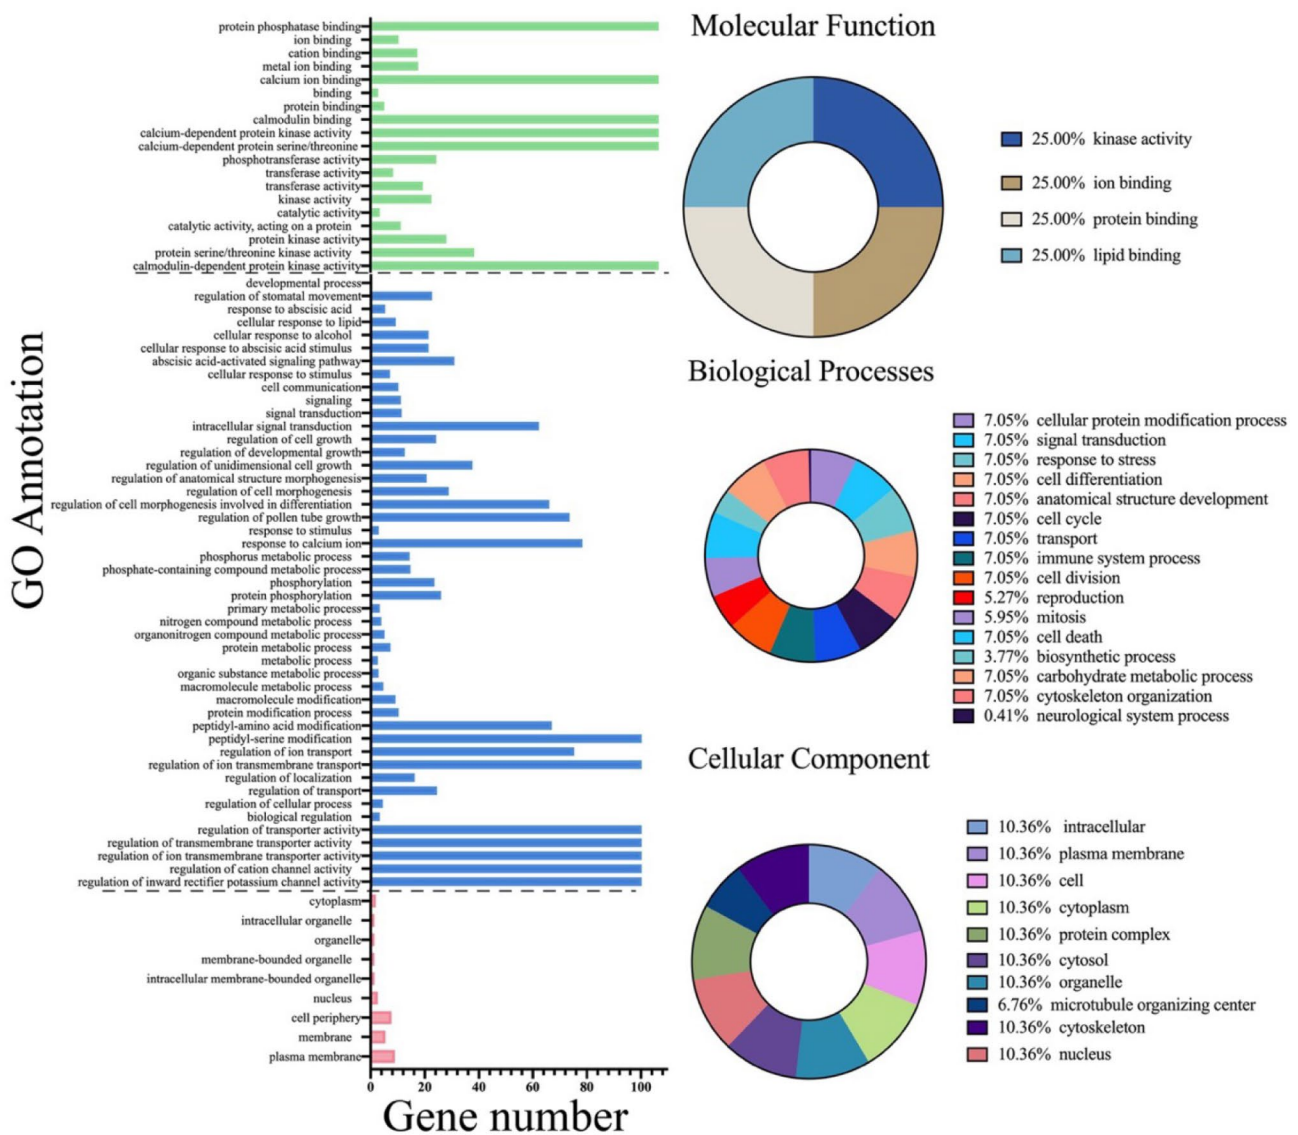 GO Annotation
protein phosphatase binding
ion binding
cation binding
metal ion binding
calcium ion binding
binding
protein binding
calmodulin binding
calcium-dependent protein kinase activity
calcium-dependent protein serine/threonine
phosphotransferase activity
transferase activity
transferase activity
kinase activity
catalytic activity
catalytic activity, acting on a protein
protein kinase activity
protein serine/threonine kinase activity
calmodulin-dependent protein kinase activity
developmental process
regulation of stomatal movement
response to abscisic acid
cellular response to lipid
cellular response to alcohol
cellular response to abscisic acid stimulus
abscisic acid-activated signaling pathway
cellular response to stimulus
cell communication
signaling
signal transduction
intracellular signal transduction
regulation of cell growth
regulation of developmental growth
regulation of unidimensional cell growth
regulation of anatomical structure morphogenesis
regulation of cell morphogenesis
regulation of cell morphogenesis involved in differentiation
regulation of pollen tube growth
response to stimulus
response to calcium ion
phosphorus metabolic process
phosphate-containing compound metabolic process
phosphorylation
protein phosphorylation
primary metabolic process
nitrogen compound metabolic process
organonitrogen compound metabolic process
protein metabolic process
metabolic process
organic substance metabolic process
macromolecule metabolic process
macromolecule modification
protein modification process
peptidyl-amino acid modification
peptidyl-serine modification
regulation of ion transport
regulation of ion transmembrane transport
regulation of localization
regulation of transport
regulation of cellular process
biological regulation
regulation of transporter activity
regulation of transmembrane transporter activity
regulation of ion transmembrane transporter activity
regulation of cation channel activity
regulation of inward rectifier potassium channel activity
cytoplasm
intracellular organelle
organelle
membrane-bounded organelle
intracellular membrane-bounded organelle
nucleus
cell periphery
membrane
plasma membrane
0 20 40 60 80 100
Gene number
Molecular Function
25.00% kinase activity
25.00% ion binding
25.00% protein binding
25.00% lipid binding
Biological Processes
7.05% cellular protein modification process
7.05% signal transduction
7.05% response to stress
7.05% cell differentiation
7.05% anatomical structure development
7.05% cell cycle
7.05% transport
7.05% immune system process
7.05% cell division
5.27% reproduction
5.95% mitosis
7.05% cell death
3.77% biosynthetic process
7.05% carbohydrate metabolic process
7.05% cytoskeleton organization
0.41% neurological system process
Cellular Component
10.36% intracellular
10.36% plasma membrane
10.36% cell
10.36% cytoplasm
10.36% protein complex
10.36% cytosol
10.36% organelle
6.76% microtubule organizing center
10.36% cytoskeleton
10.36% nucleus